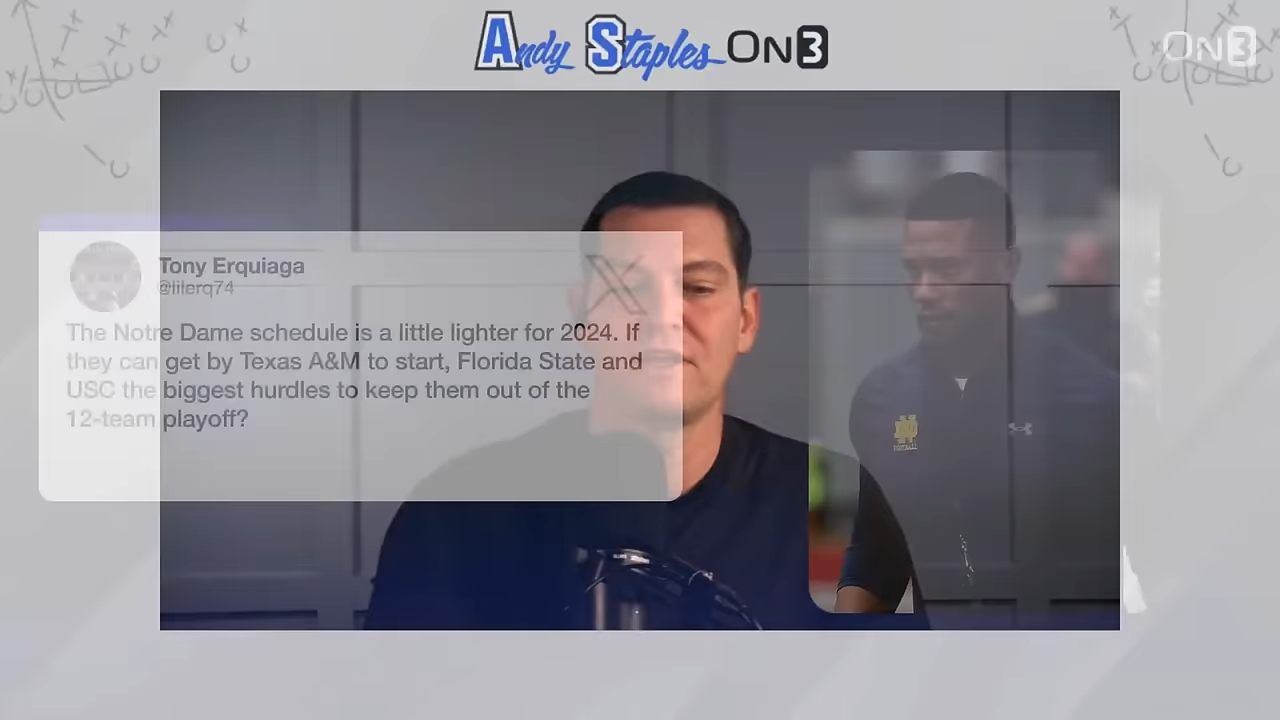 Andy Staples ON3
ON3
Tony Erquiaga
The Notre Dame schedule is a little lighter for 2024. If
they can get by Texas A&M to start, Florida State and
USC the biggest hurdles to keep them out of the
12-team playoff?